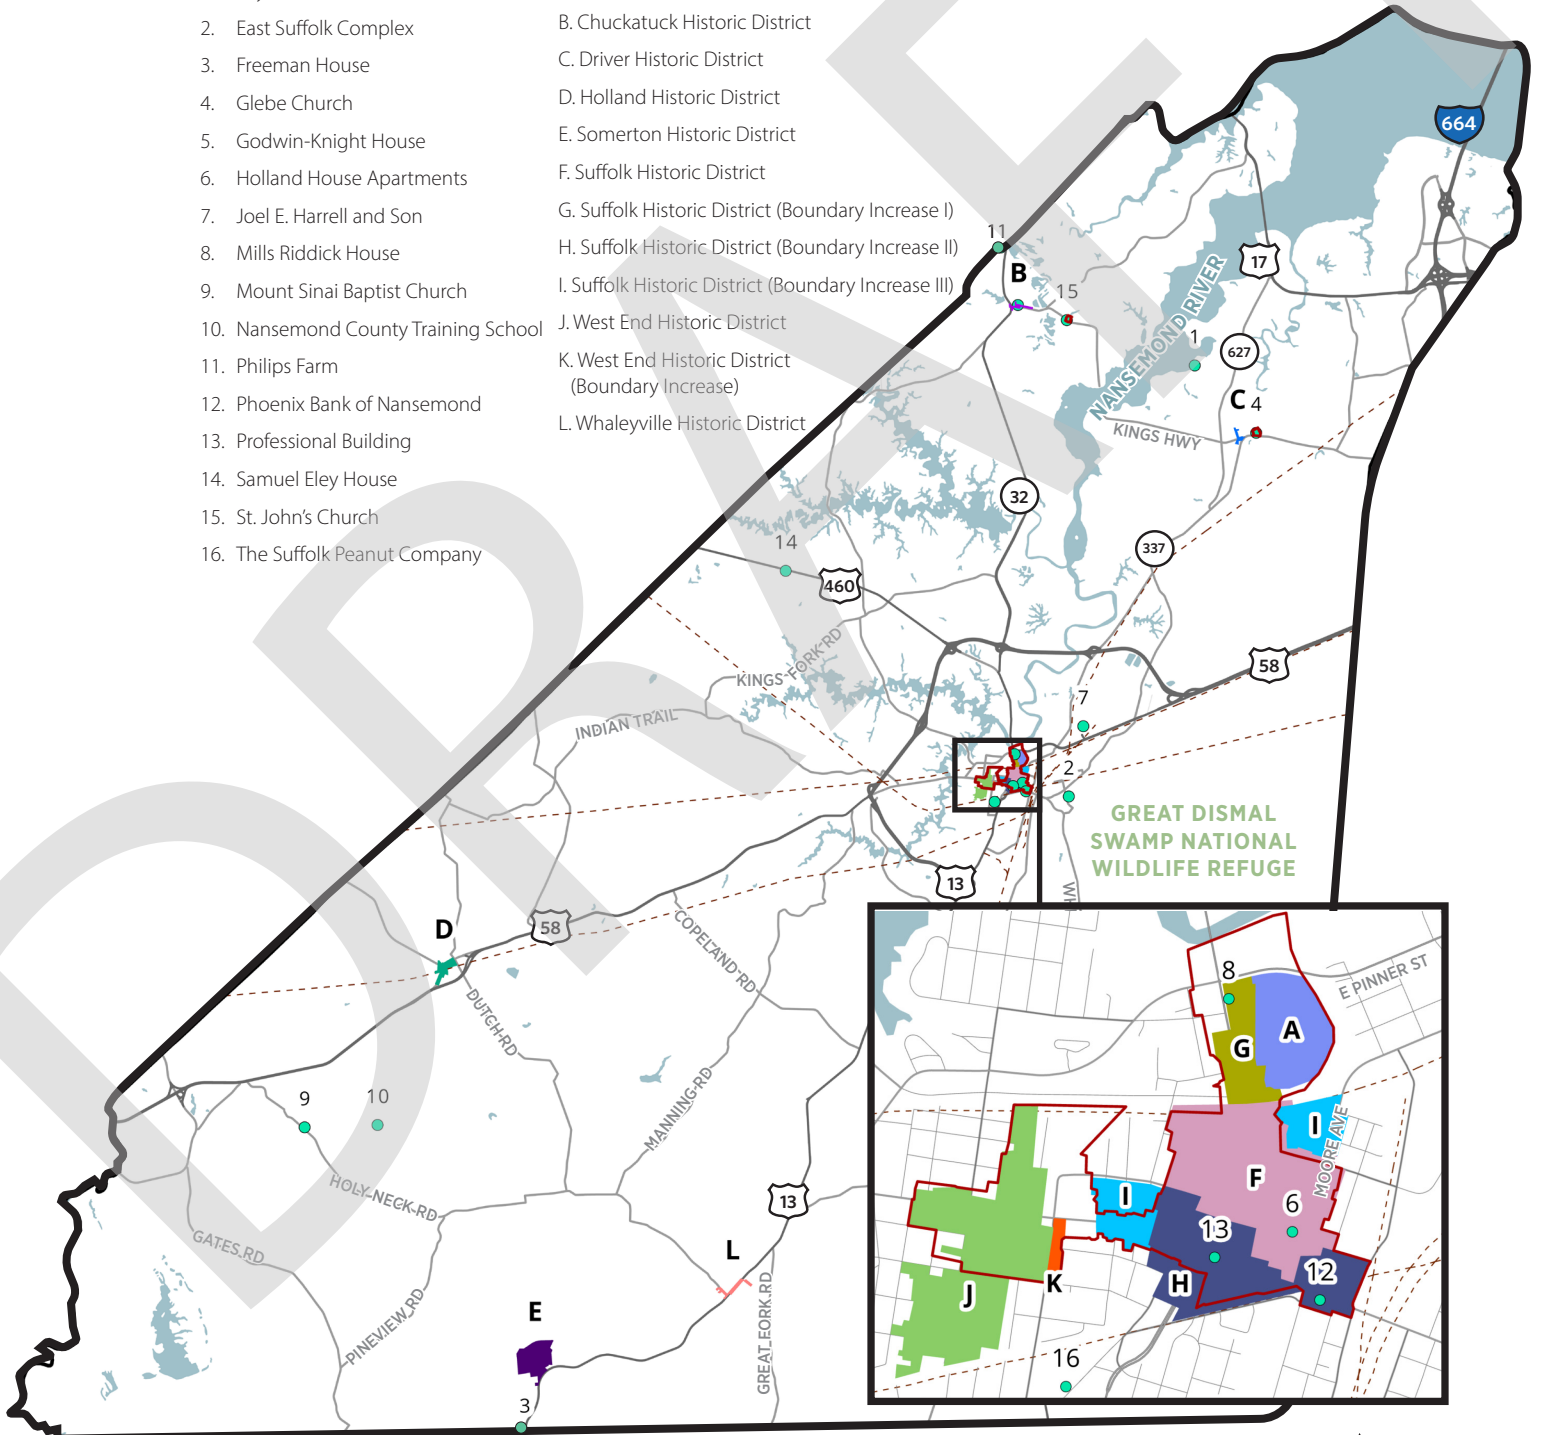 2. East Suffolk Complex
3. Freeman House
4. Glebe Church
5. Godwin-Knight House
6. Holland House Apartments
7. Joel E. Harrell and Son
8. Mills Riddick House
9. Mount Sinai Baptist Church
10. Nansemond County Training School
11. Philips Farm
12. Phoenix Bank of Nansemond
13. Professional Building
14. Samuel Eley House
15. St. John’s Church
16. The Suffolk Peanut Company
B. Chuckatuck Historic District
C. Driver Historic District
D. Holland Historic District
E. Somerton Historic District
F. Suffolk Historic District
G. Suffolk Historic District (Boundary Increase I)
H. Suffolk Historic District (Boundary Increase II)
I. Suffolk Historic District (Boundary Increase III)
J. West End Historic District
K. West End Historic District
(Boundary Increase)
L. Whaleyville Historic District
DRAFT
664
11
B
15
17
NANSEMOND RIVER
1
627
C 4
KINGS HWY
32
337
14
460
KINGS FORK RD
58
7
INDIAN TRAIL
2
GREAT DISMAL
SWAMP NATIONAL
WILDLIFE REFUGE
13
D
58
COPELAND RD
DUTCH RD
9
10
MANNING RD
HOLY NECK RD
13
GATES RD
L
PINEVIEW RD
E
GREAT FORK RD
3
8
E PINNER ST
A
G
I
MOORE AVE
F
I
6
13
12
K
H
J
16